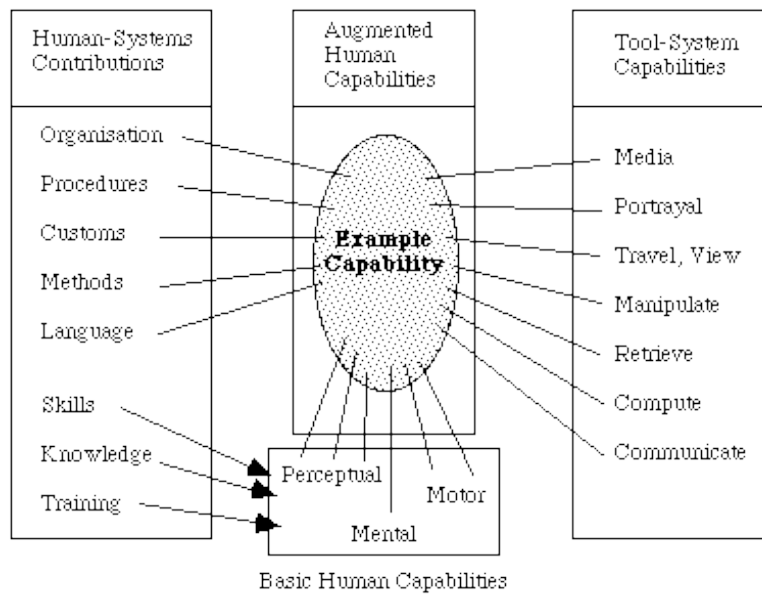 Human-Systems
Contributions
Organisation
Procedures
Customs
Methods
Language
Skills
Knowledge
Training
Augmented
Human
Capabilities
Example
Capability
Perceptual
Motor
Mental
Basic Human Capabilities
Tool-System
Capabilities
Media
Portrayal
Travel, View
Manipulate
Retrieve
Compute
Communicate